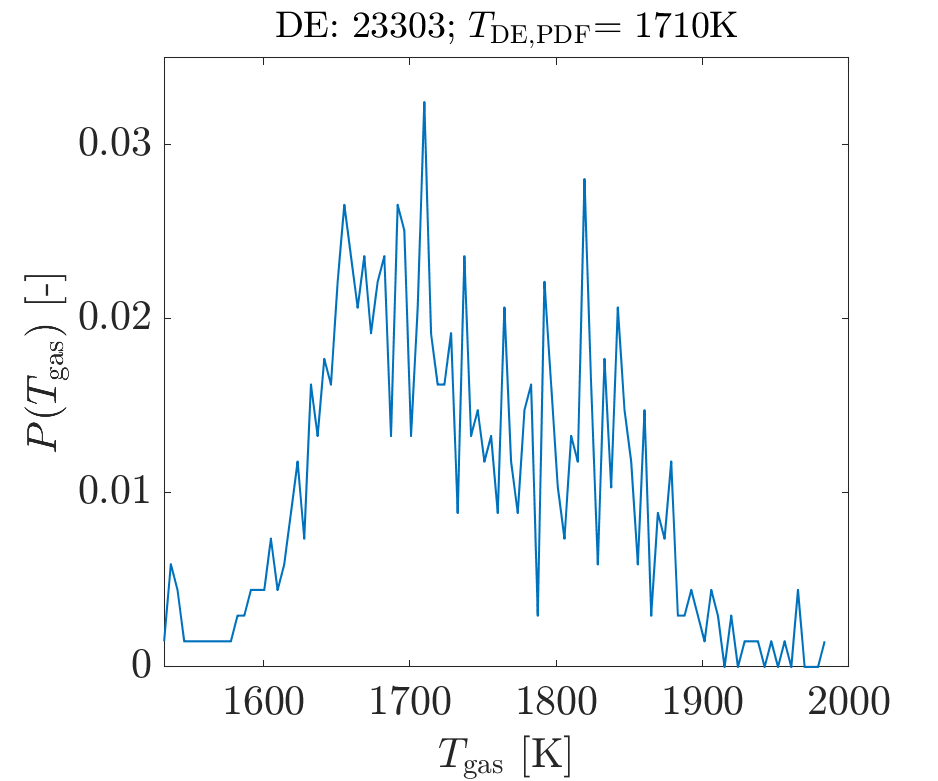 DE: 23303; T_DE,PDF= 1710K
0.03
0.02
0.01
0
P(T_gas) [-]
1600 1700 1800 1900 2000
T_gas [K]